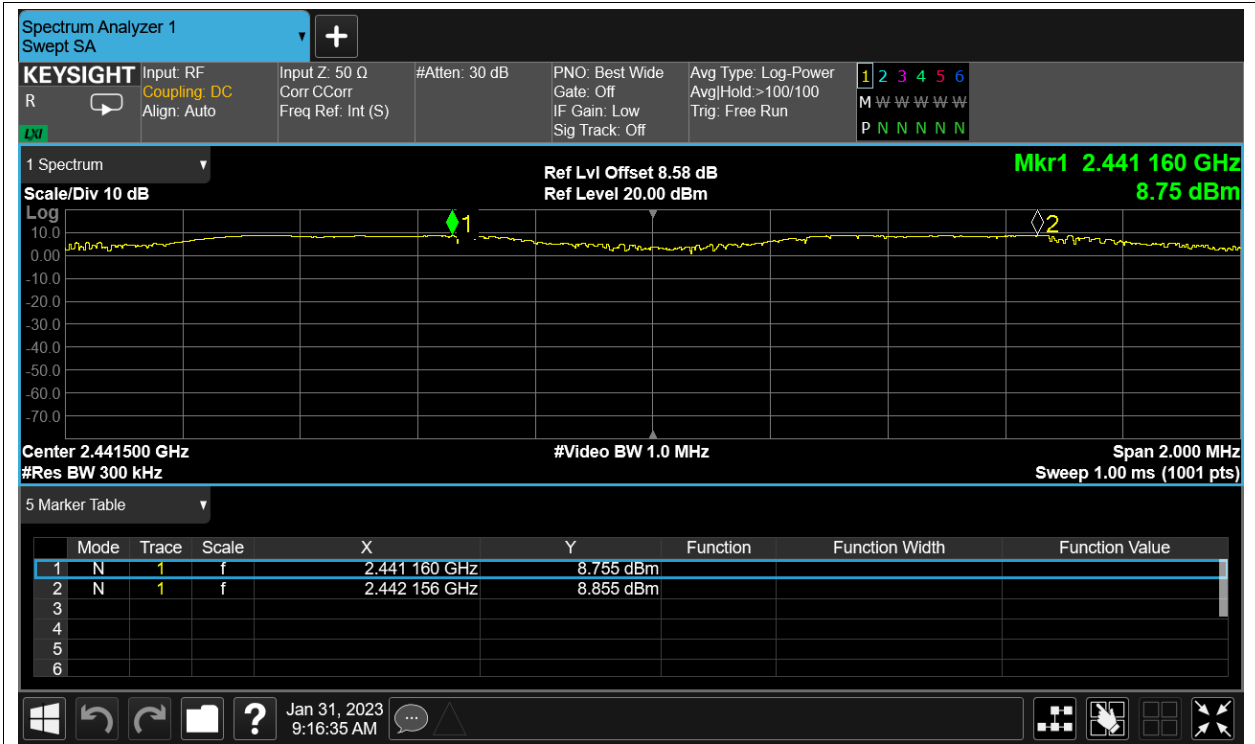 Spectrum Analyzer 1
Swept SA
KEYSIGHT
R
LXI
Input: RF
Coupling: DC
Align: Auto
Input Z: 50 Ω
Corr CCorr
Freq Ref: Int (S)
#Atten: 30 dB
PNO: Best Wide
Gate: Off
IF Gain: Low
Sig Track: Off
Avg Type: Log-Power
Avg|Hold:>100/100
Trig: Free Run
1 2 3 4 5 6
M W W W W W
P N N N N N
1 Spectrum
Scale/Div 10 dB
Ref Lvl Offset 8.58 dB
Ref Level 20.00 dBm
Mkr1 2.441 160 GHz
8.75 dBm
Log
10.0
0.00
-10.0
-20.0
-30.0
-40.0
-50.0
-60.0
-70.0
1
2
Center 2.441500 GHz
#Res BW 300 kHz
#Video BW 1.0 MHz
Span 2.000 MHz
Sweep 1.00 ms (1001 pts)
5 Marker Table
Mode Trace Scale X Y Function Function Width Function Value
1 N 1 f 2.441 160 GHz 8.755 dBm
2 N 1 f 2.442 156 GHz 8.855 dBm
3
4
5
6
?
Jan 31, 2023
9:16:35 AM